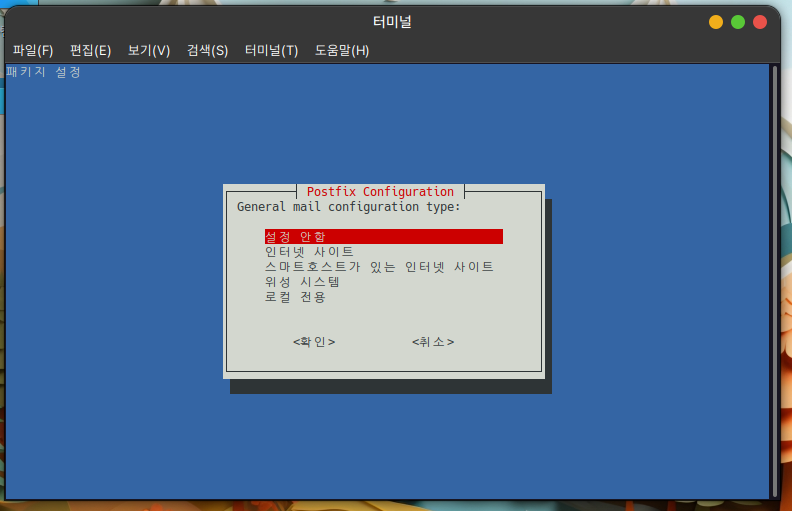 터미널
파일(F) 편집(E) 보기(V) 검색(S) 터미널(T) 도움말(H)
패키지 설정
Postfix Configuration
General mail configuration type:
설정 안함
인터넷 사이트
스마트호스트가 있는 인터넷 사이트
위성 시스템
로컬 전용
<확인> <취소>